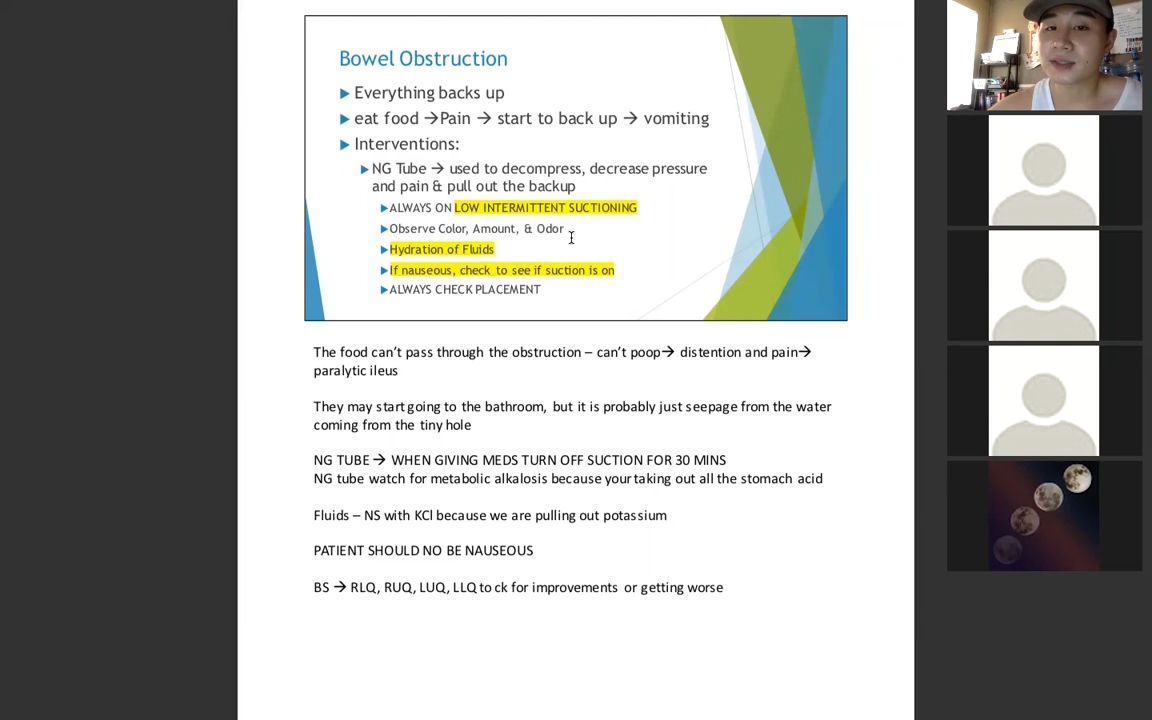 Bowel Obstruction
Everything backs up
eat food →Pain → start to back up → vomiting
Interventions:
NG Tube → used to decompress, decrease pressure
and pain & pull out the backup
ALWAYS ON LOW INTERMITTENT SUCTIONING
Observe Color, Amount, & Odor
Hydration of Fluids
If nauseous, check to see if suction is on
ALWAYS CHECK PLACEMENT
The food can't pass through the obstruction – can't poop→ distention and pain→
paralytic ileus
They may start going to the bathroom, but it is probably just seepage from the water
coming from the tiny hole
NG TUBE → WHEN GIVING MEDS TURN OFF SUCTION FOR 30 MINS
NG tube watch for metabolic alkalosis because your taking out all the stomach acid
Fluids – NS with KCl because we are pulling out potassium
PATIENT SHOULD NO BE NAUSEOUS
BS → RLQ, RUQ, LUQ, LLQ to ck for improvements or getting worse